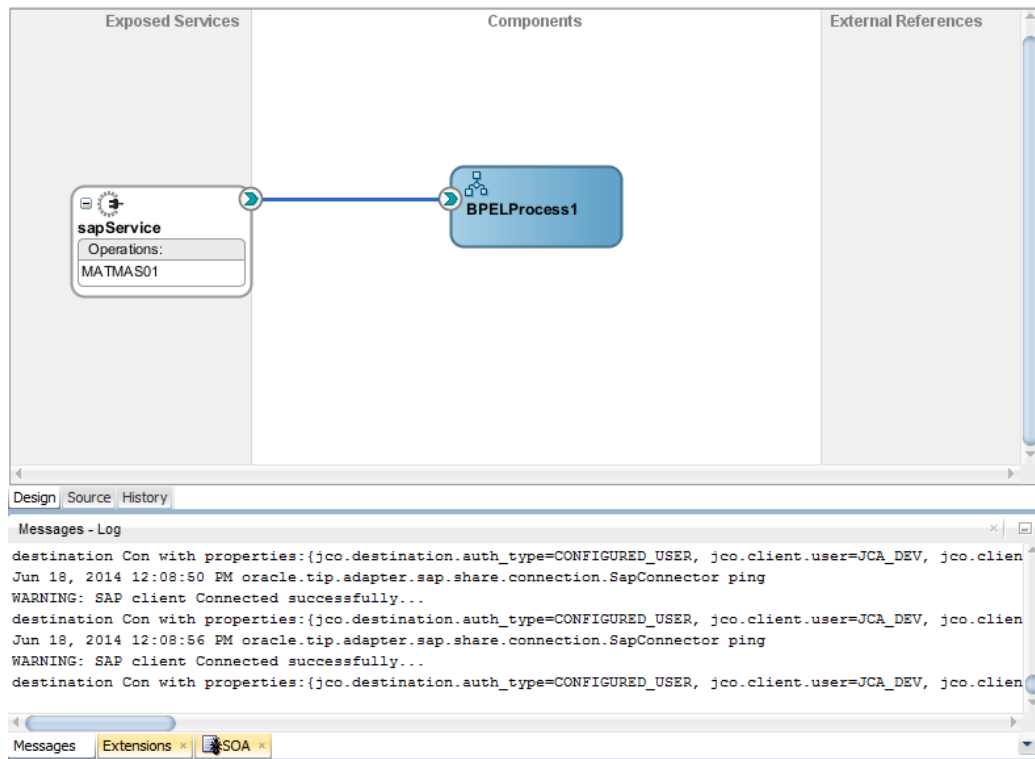 Exposed Services
Components
External References
sapService
Operations:
MATMAS01
BPELProcess1
Design Source History
Messages - Log
destination Con with properties:{jco.destination.auth_type=CONFIGURED_USER, jco.client.user=JCA_DEV, jco.clien
Jun 18, 2014 12:08:50 PM oracle.tip.adapter.sap.share.connection.SapConnector ping
WARNING: SAP client Connected successfully...
destination Con with properties:{jco.destination.auth_type=CONFIGURED_USER, jco.client.user=JCA_DEV, jco.clien
Jun 18, 2014 12:08:56 PM oracle.tip.adapter.sap.share.connection.SapConnector ping
WARNING: SAP client Connected successfully...
destination Con with properties:{jco.destination.auth_type=CONFIGURED_USER, jco.client.user=JCA_DEV, jco.clien
Messages Extensions SOA